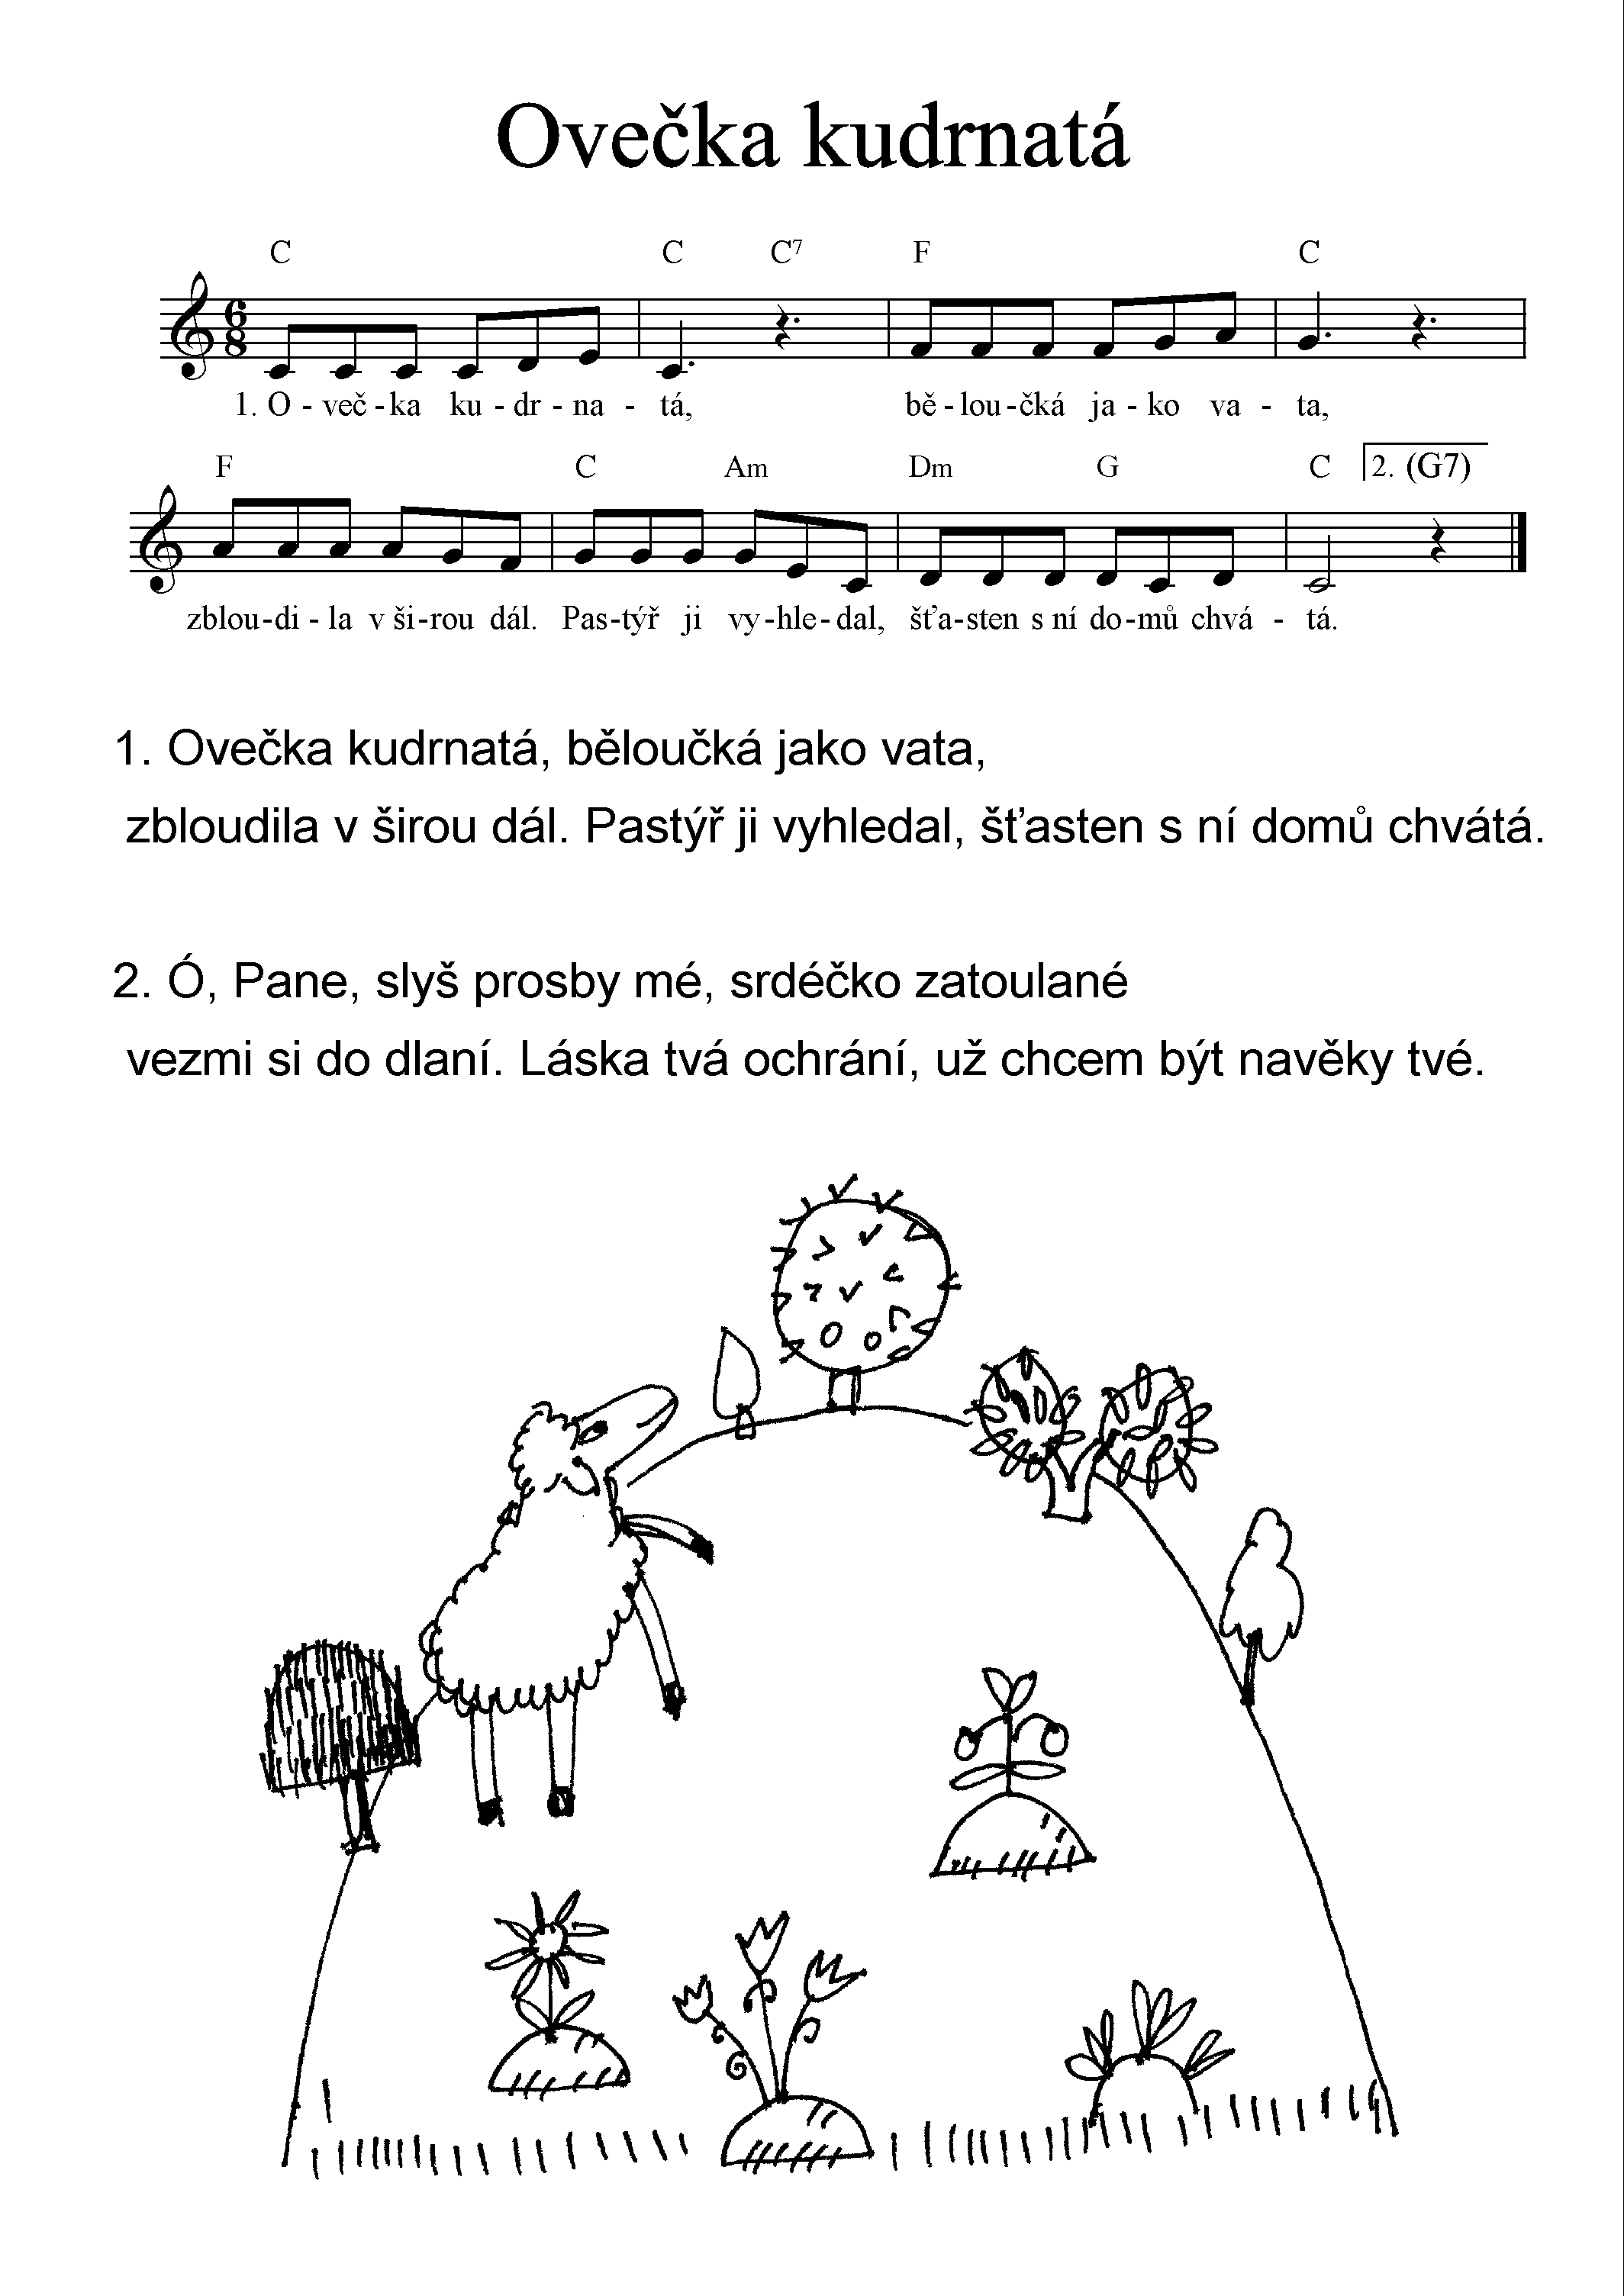 Ovečka kudrnatá
C C C7 F C
6
8
1. O - več - ka ku - dr - na - tá, bě - lou - čká ja - ko va - ta,
F C Am Dm G C 2. (G7)
zblou - di - la v ši - rou dál. Pas - týř ji vy - hle - dal, šťa - sten s ní do - mů chvá - tá.
1. Ovečka kudrnatá, běloučká jako vata,
zbloudila v širou dál. Pastýř ji vyhledal, šťasten s ní domů chvátá.
2. Ó, Pane, slyš prosby mé, srdéčko zatoulané
vezmi si do dlaní. Láska tvá ochrání, už chcem být navěky tvé.